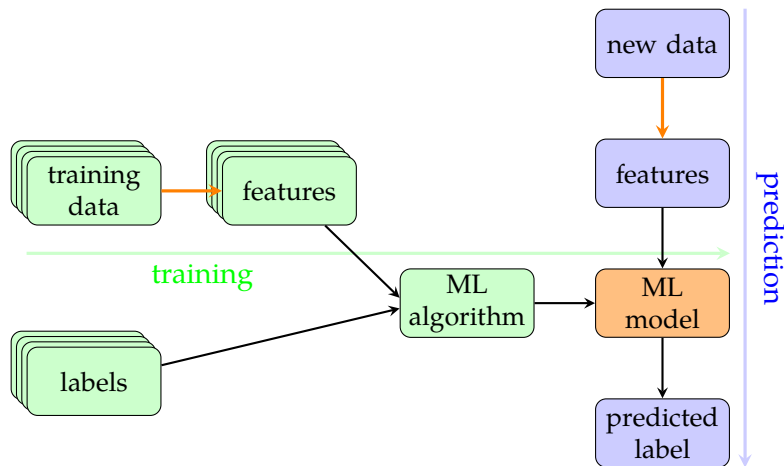 new data
training
data
features
features
prediction
training
ML
algorithm
ML
model
labels
predicted
label